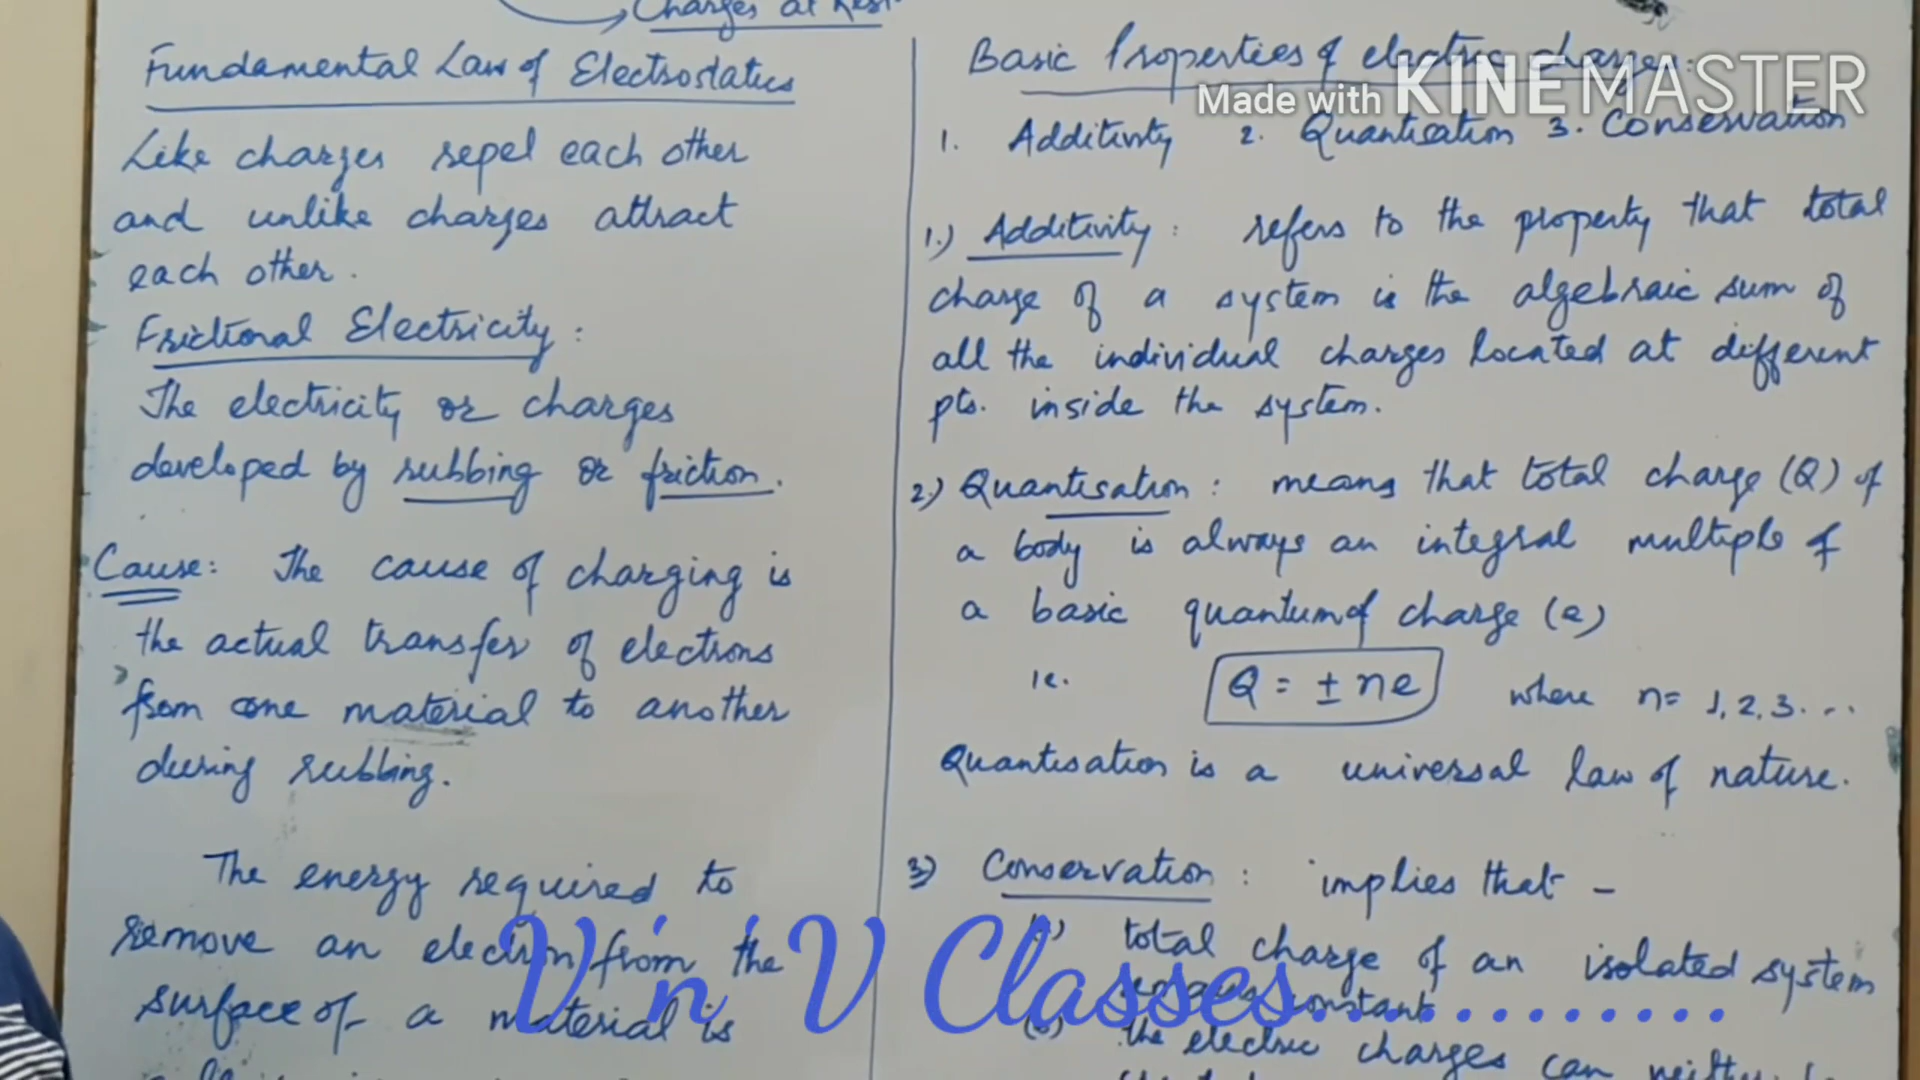 Charges at Rest
Fundamental Law of Electrostatics
Like charges repel each other
and unlike charges attract
each other.
Frictional Electricity:
The electricity or charges
developed by rubbing or friction.
Cause: The cause of charging is
the actual transfer of electrons
from one material to another
during rubbing.
The energy required to
remove an electron from the
surface of a material is
Basic Properties of electric charges:
Made with KINEMASTER
1. Additivity 2. Quantisation 3. Conservation
1.) Additivity: refers to the property that total
charge of a system is the algebraic sum of
all the individual charges located at different
pts. inside the system.
2.) Quantisation: means that total charge (Q) of
a body is always an integral multiple of
a basic quantum of charge (e)
ie. Q = ± ne where n= 1, 2, 3...
Quantisation is a universal law of nature.
3) Conservation: implies that -
total charge of an isolated system
constant
the electric charges can neither
V 'n' V Classes............